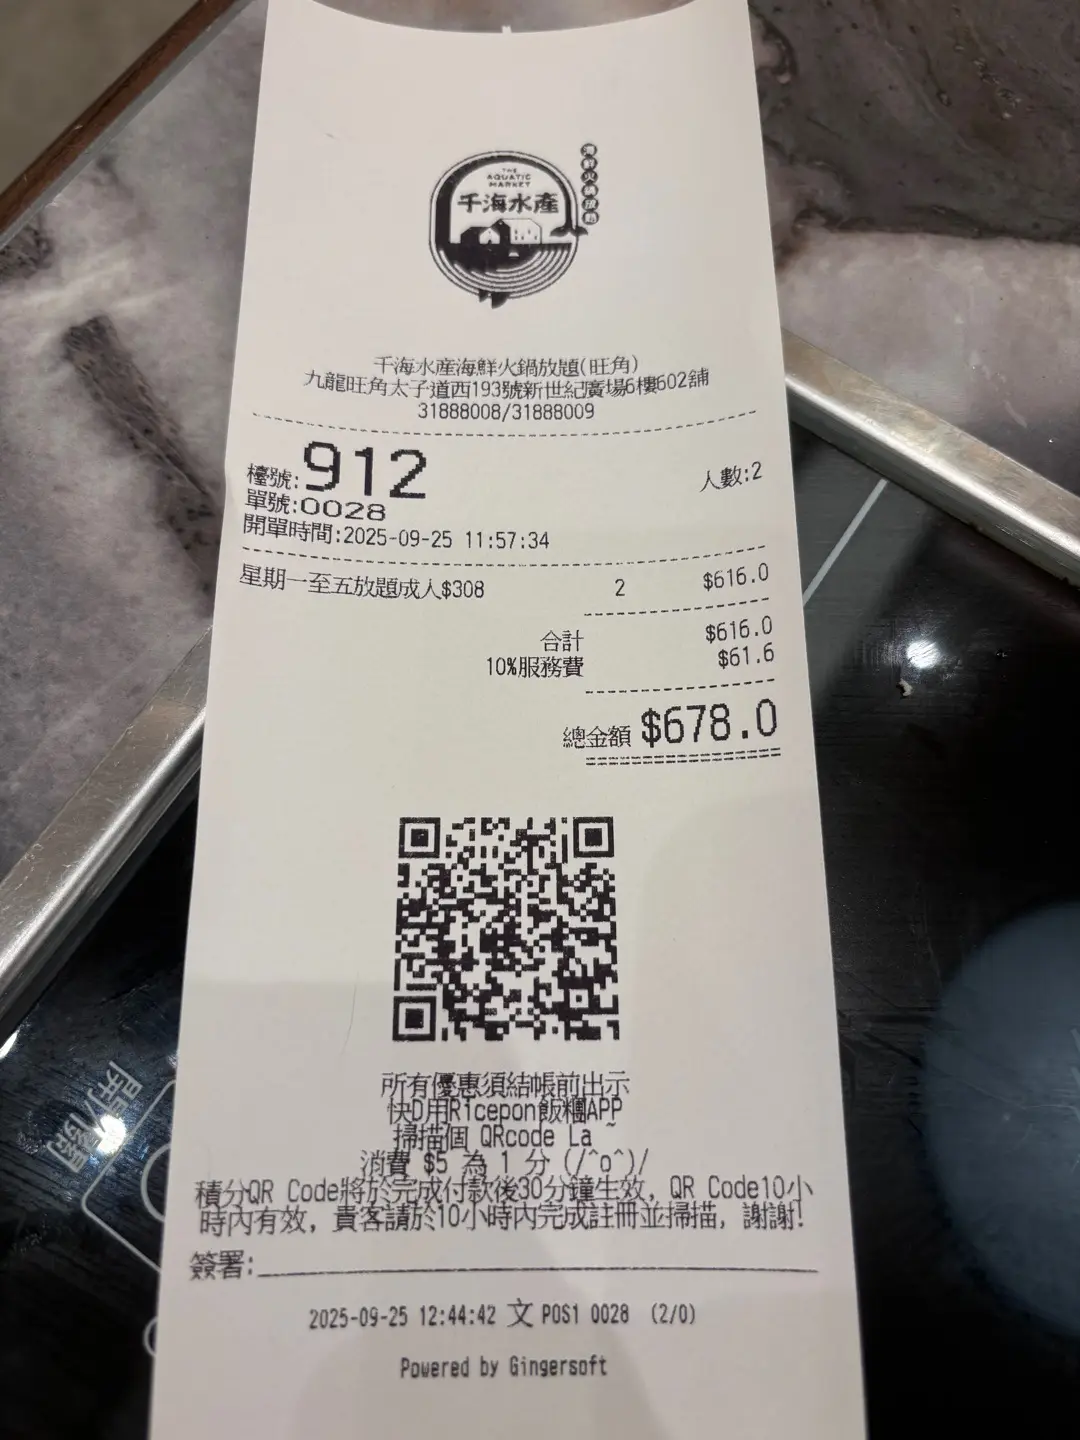 THE
AQUATIC
MARKET
千海水產
海鮮火鍋放題
千海水產海鮮火鍋放題(旺角)
九龍旺角太子道西193號新世紀廣場6樓602舖
31888008/31888009
檯號:912
人數:2
單號:0028
開單時間:2025-09-25 11:57:34
星期一至五放題成人$308 2 $616.0
合計 $616.0
10%服務費 $61.6
總金額 $678.0
所有優惠須結帳前出示
快D用Ricepon飯糰APP
掃描個 QRcode La ~
消費 $5 為 1 分 (/^o^)/
積分QR Code將於完成付款後30分鐘生效, QR Code10小
時內有效, 貴客請於10小時內完成註冊並掃描, 謝謝!
簽署:
2025-09-25 12:44:42 文 POS1 0028 (2/0)
Powered by Gingersoft
開/關